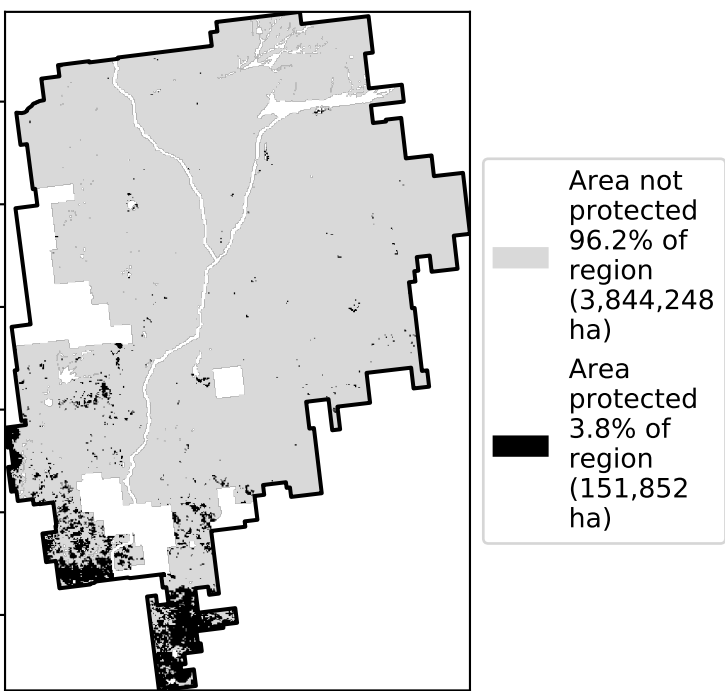 Area not
protected
96.2% of
region
(3,844,248
ha)
Area
protected
3.8% of
region
(151,852
ha)